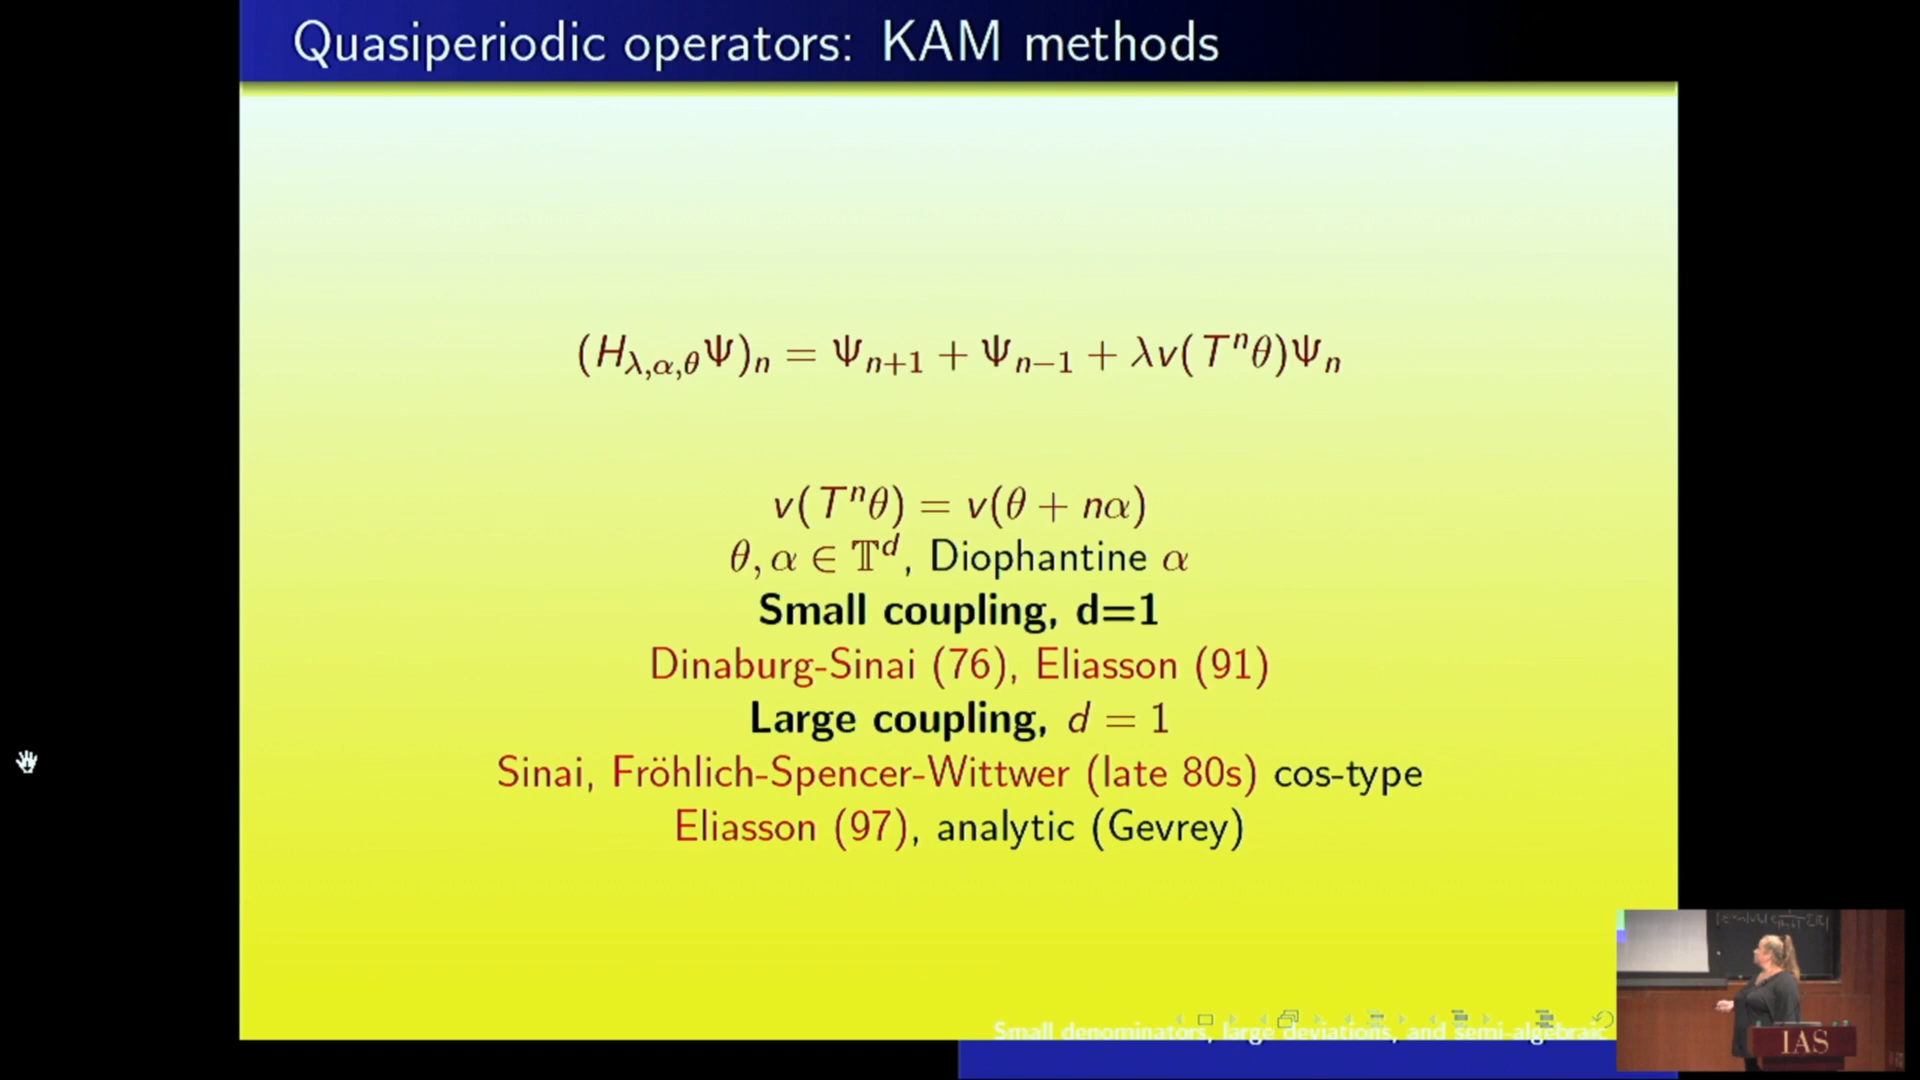 Quasiperiodic operators: KAM methods
(H_{λ,α,θ}Ψ)_n = Ψ_{n+1} + Ψ_{n−1} + λv(T^nθ)Ψ_n
v(T^nθ) = v(θ + nα)
θ, α ∈ 𝕋^d, Diophantine α
Small coupling, d=1
Dinaburg-Sinai (76), Eliasson (91)
Large coupling, d = 1
Sinai, Fröhlich-Spencer-Wittwer (late 80s) cos-type
Eliasson (97), analytic (Gevrey)
Small denominators, large deviations, and semi-algebraic
IAS